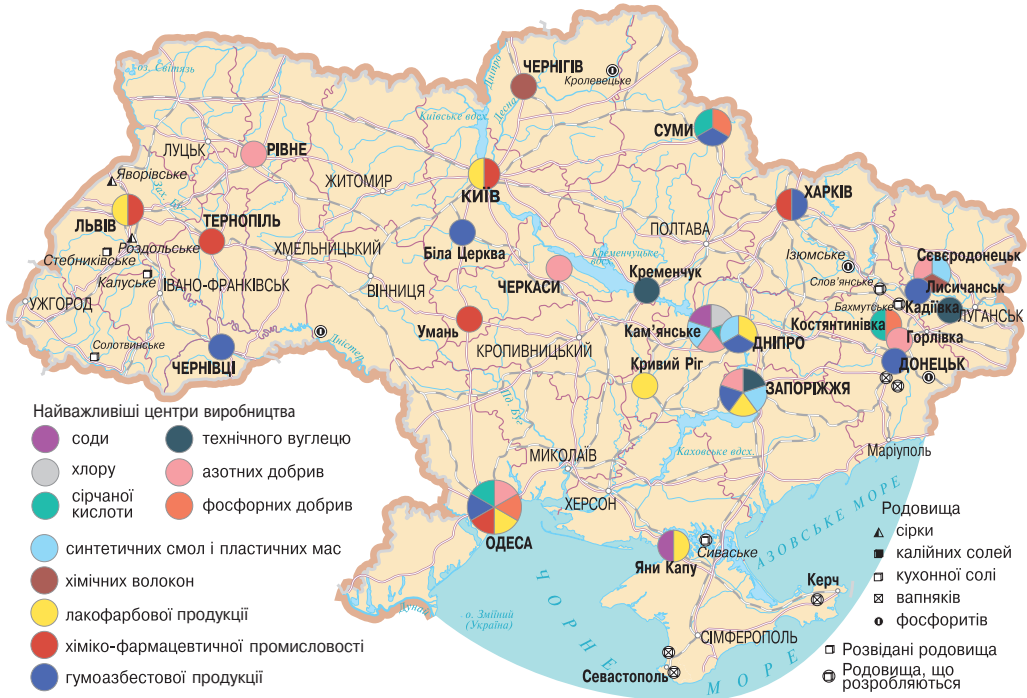 оз. Світязь
Дніпро
Десна
ЧЕРНІГІВ
Кролевецьке
Київське вдсх.
СУМИ
ЛУЦЬК
РІВНЕ
Яворівське
ЖИТОМИР
КИЇВ
ХАРКІВ
Зах. Буг
ЛЬВІВ
ТЕРНОПІЛЬ
Роздольське
Стебниківське
ХМЕЛЬНИЦЬКИЙ
Біла Церква
ПОЛТАВА
Кременчуцьке
вдсх.
Ізюмське
Сєвєродонецьк
Калуське
ІВАНО-ФРАНКІВСЬК
ВІННИЦЯ
ЧЕРКАСИ
Кременчук
Слов'янське
Лисичанськ
УЖГОРОД
Бахмутське
Кадіївка
ЛУГАНСЬК
Умань
Кам'янське
ДНІПРО
Костянтинівка
Горлівка
Солотвинське
ЧЕРНІВЦІ
Дністер
КРОПИВНИЦЬКИЙ
Кривий Ріг
ДОНЕЦЬК
ЗАПОРІЖЖЯ
Пд. Буг
Каховське вдсх.
Маріуполь
МИКОЛАЇВ
ХЕРСОН
ОДЕСА
АЗОВСЬКЕ МОРЕ
Яни Капу
Сиваське
Керч
Дунай
о. Зміїний
(Україна)
ЧОРНЕ МОРЕ
СІМФЕРОПОЛЬ
Севастополь
Найважливіші центри виробництва
соди
хлору
сірчаної
кислоти
синтетичних смол і пластичних мас
хімічних волокон
лакофарбової продукції
хіміко-фармацевтичної промисловості
гумоазбестової продукції
технічного вуглецю
азотних добрив
фосфорних добрив
Родовища
сірки
калійних солей
кухонної солі
вапняків
фосфоритів
Розвідані родовища
Родовища, що
розробляються